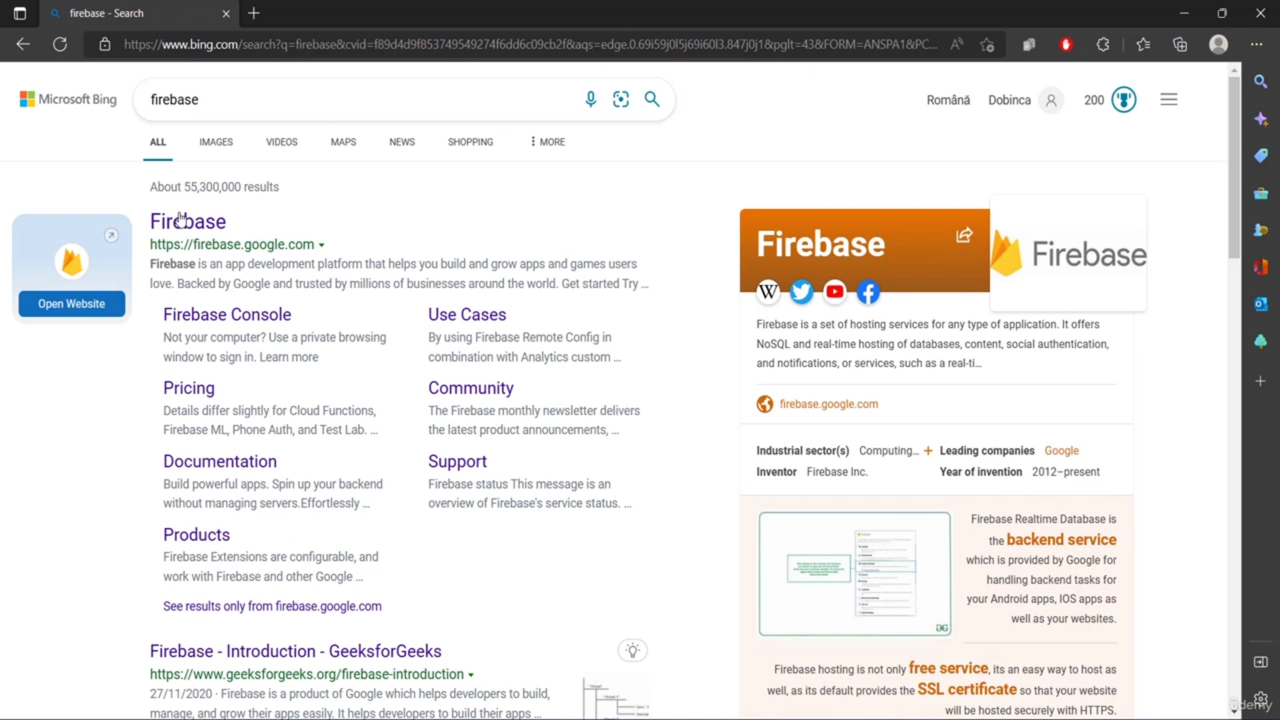 firebase - Search
https://www.bing.com/search?q=firebase&cvid=f89d4d9f853749549274f6dd6c09cb2f&aqs=edge.0.69i59j0l5j69i60l3.847j0j1&pglt=43&FORM=ANSPA1&PC...
Microsoft Bing
firebase
Română
Dobinca
200
ALL
IMAGES
VIDEOS
MAPS
NEWS
SHOPPING
MORE
About 55,300,000 results
Open Website
Firebase
https://firebase.google.com
Firebase is an app development platform that helps you build and grow apps and games users
love. Backed by Google and trusted by millions of businesses around the world. Get started Try ...
Firebase Console
Not your computer? Use a private browsing
window to sign in. Learn more
Use Cases
By using Firebase Remote Config in
combination with Analytics custom ...
Pricing
Details differ slightly for Cloud Functions,
Firebase ML, Phone Auth, and Test Lab. ...
Community
The Firebase monthly newsletter delivers
the latest product announcements, ...
Documentation
Build powerful apps. Spin up your backend
without managing servers.Effortlessly ...
Support
Firebase status This message is an
overview of Firebase's service status. ...
Products
Firebase Extensions are configurable, and
work with Firebase and other Google ...
See results only from firebase.google.com
Firebase - Introduction - GeeksforGeeks
https://www.geeksforgeeks.org/firebase-introduction
27/11/2020 · Firebase is a product of Google which helps developers to build,
manage, and grow their apps easily. It helps developers to build their apps ...
Firebase
Firebase
W
Firebase is a set of hosting services for any type of application. It offers
NoSQL and real-time hosting of databases, content, social authentication,
and notifications, or services, such as a real-ti...
firebase.google.com
Industrial sector(s) Computing... + Leading companies Google
Inventor Firebase Inc. Year of invention 2012–present
Firebase Realtime Database is
the backend service
which is provided by Google for
handling backend tasks for
your Android apps, IOS apps as
well as your websites.
Firebase hosting is not only free service, its an easy way to host as
well, as its default provides the SSL certificate so that your website
will be hosted securely with HTTPS.
ûdemy